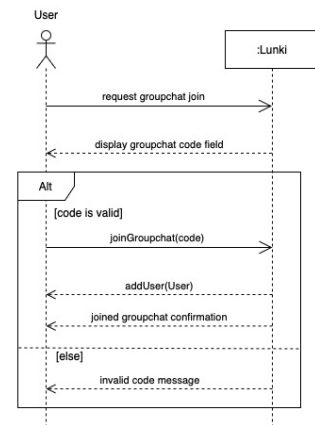 User
:Lunki
request groupchat join
display groupchat code field
Alt
[code is valid]
joinGroupchat(code)
addUser(User)
joined groupchat confirmation
[else]
invalid code message